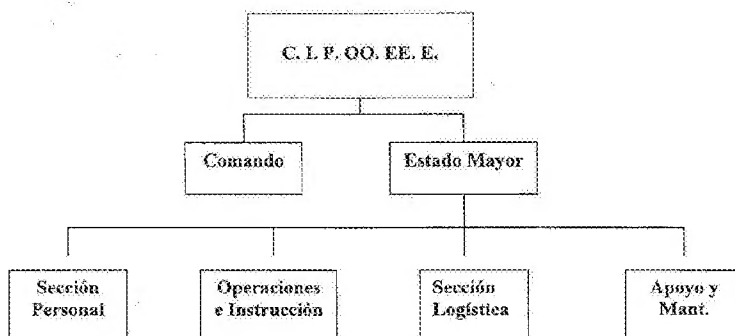 C. I. P. OO. EE. E.
Comando
Estado Mayor
Sección
Personal
Operaciones
e Instrucción
Sección
Logística
Apoyo y
Mant.